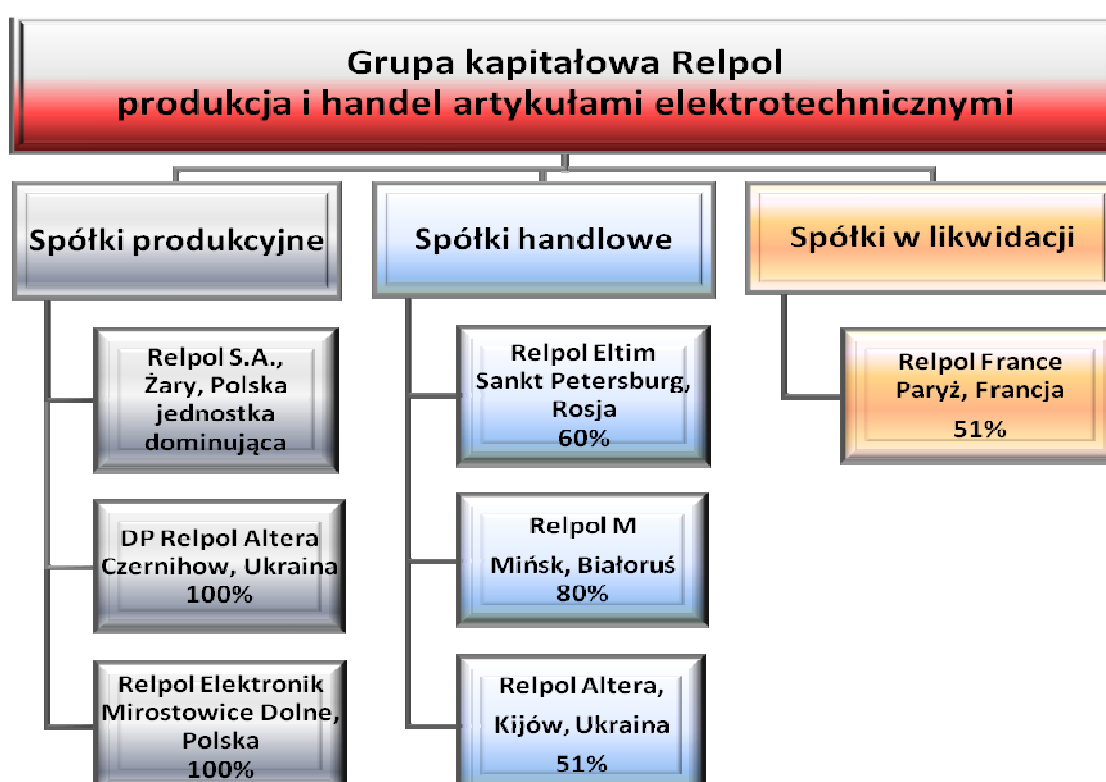 Grupa kapitałowa Relpol
produkcja i handel artykułami elektrotechnicznymi
Spółki produkcyjne
Relpol S.A.,
Żary, Polska
jednostka
dominująca
DP Relpol Altera
Czernihow, Ukraina
100%
Relpol Elektronik
Mirostowice Dolne,
Polska
100%
Spółki handlowe
Relpol Eltim
Sankt Petersburg,
Rosja
60%
Relpol M
Mińsk, Białoruś
80%
Relpol Altera,
Kijów, Ukraina
51%
Spółki w likwidacji
Relpol France
Paryż, Francja
51%